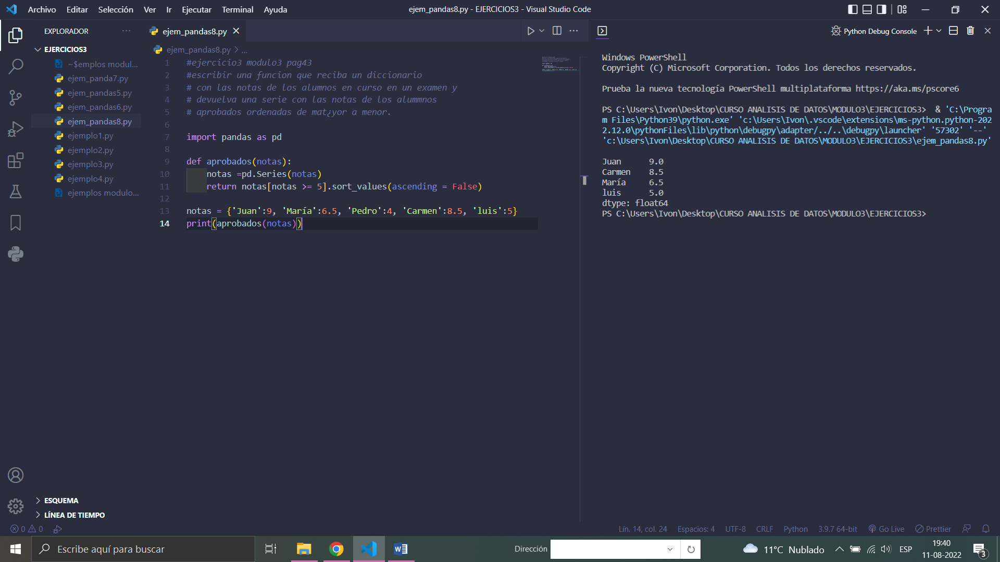 Archivo Editar Selección Ver Ir Ejecutar Terminal Ayuda
ejem_pandas8.py - EJERCICIOS3 - Visual Studio Code
EXPLORADOR
EJERCICIOS3
~$emplos modul...
ejem_panda7.py
ejem_pandas5.py
ejem_pandas6.py
ejem_pandas8.py
ejemplo1.py
ejemplo2.py
ejemplo3.py
ejemplo4.py
ejemplos modulo...
ESQUEMA
LÍNEA DE TIEMPO
ejem_pandas8.py
ejem_pandas8.py > ...
1 #ejercicio3 modulo3 pag43
2 #escribir una funcion que reciba un diccionario
3 # con las notas de los alumnos en curso en un examen y
4 # devuelva una serie con las notas de los alummnos
5 # aprobados ordenadas de mat¿yor a menor.
6
7 import pandas as pd
8
9 def aprobados(notas):
10     notas =pd.Series(notas)
11     return notas[notas >= 5].sort_values(ascending = False)
12
13 notas = {'Juan':9, 'María':6.5, 'Pedro':4, 'Carmen':8.5, 'luis':5}
14 print(aprobados(notas))
Python Debug Console
Windows PowerShell
Copyright (C) Microsoft Corporation. Todos los derechos reservados.
Prueba la nueva tecnología PowerShell multiplataforma https://aka.ms/pscore6
PS C:\Users\Ivon\Desktop\CURSO ANALISIS DE DATOS\MODULO3\EJERCICIOS3>  & 'C:\Progra
m Files\Python39\python.exe' 'c:\Users\Ivon\.vscode\extensions\ms-python.python-202
2.12.0\pythonFiles\lib\python\debugpy\adapter/../..\debugpy\launcher' '57302' '--'
'c:\Users\Ivon\Desktop\CURSO ANALISIS DE DATOS\MODULO3\EJERCICIOS3\ejem_pandas8.py'
Juan      9.0
Carmen    8.5
María     6.5
luis      5.0
dtype: float64
PS C:\Users\Ivon\Desktop\CURSO ANALISIS DE DATOS\MODULO3\EJERCICIOS3>
0 0
Lín. 14, col. 24 Espacios: 4 UTF-8 CRLF Python 3.9.7 64-bit Go Live Prettier
Escribe aquí para buscar
Dirección
11°C Nublado
ESP
19:40
11-08-2022
3